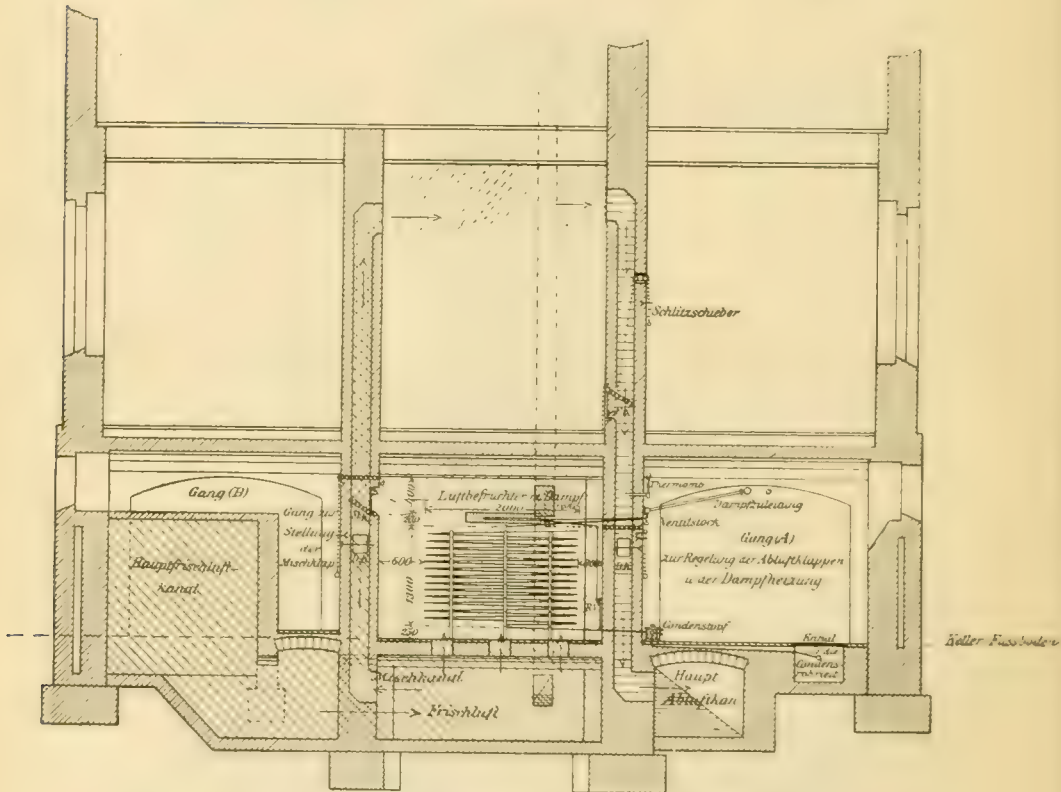 Schlitzschieber
Gang (B)
Gang zur
Stellung
der
Mischklap
Hauptfrischluft-
kanal
Luftbefeuchter
Dampf
2000
600
1300
150
Dampfzuleitung
Ventilstock
Gang (A)
zur Regelung der Abluftklappen
u der Dampfheizung
Condenstopf
Kanal
Keller Fussboden
Mischkanal
Frischluft
Haupt
Abluftkan